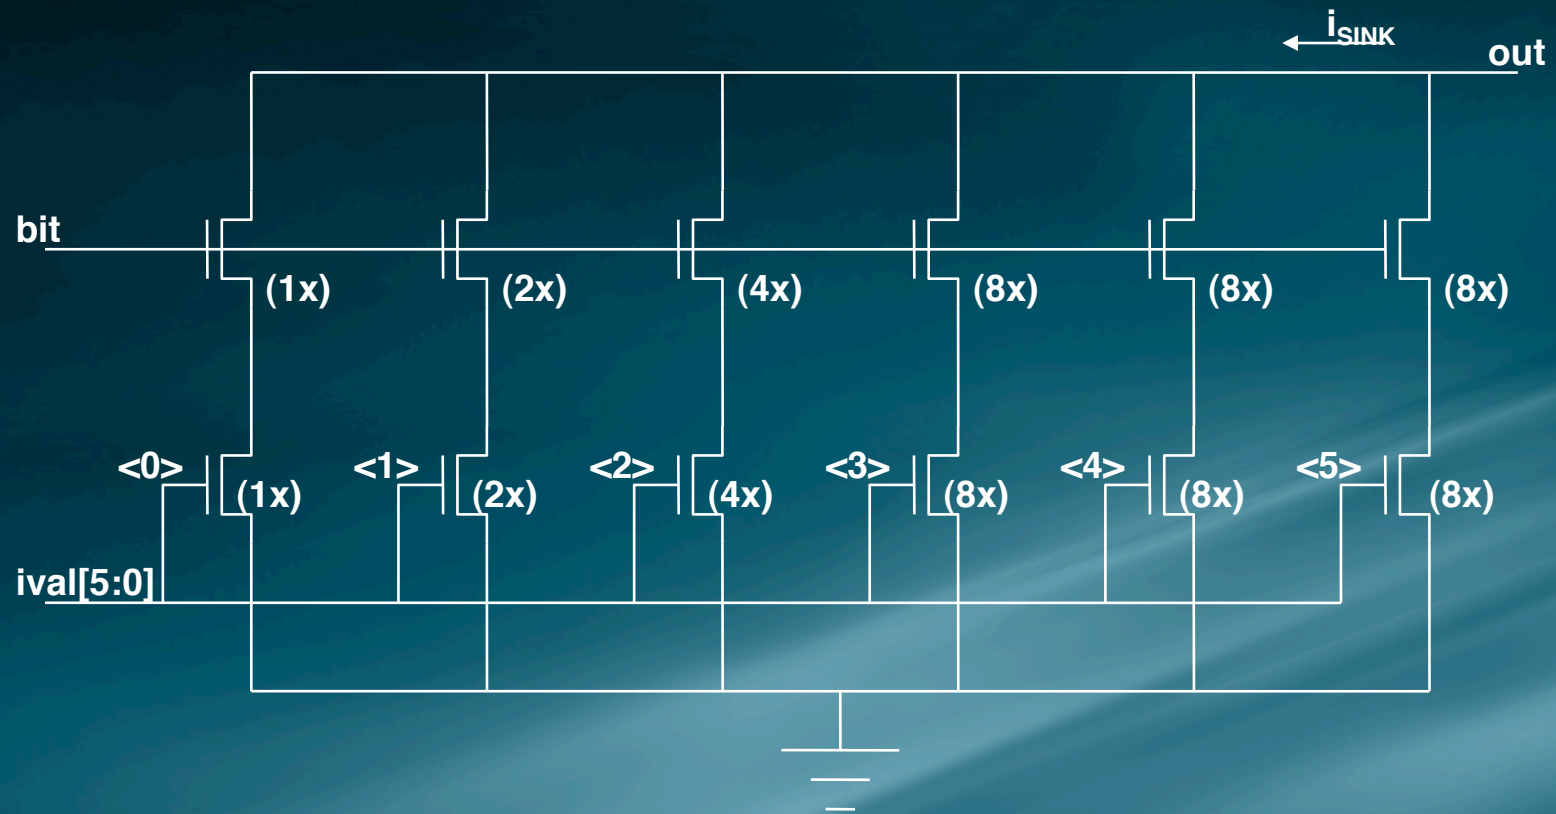 iSINK
out
bit
(1x) (2x) (4x) (8x) (8x) (8x)
<0> <1> <2> <3> <4> <5>
(1x) (2x) (4x) (8x) (8x) (8x)
ival[5:0]